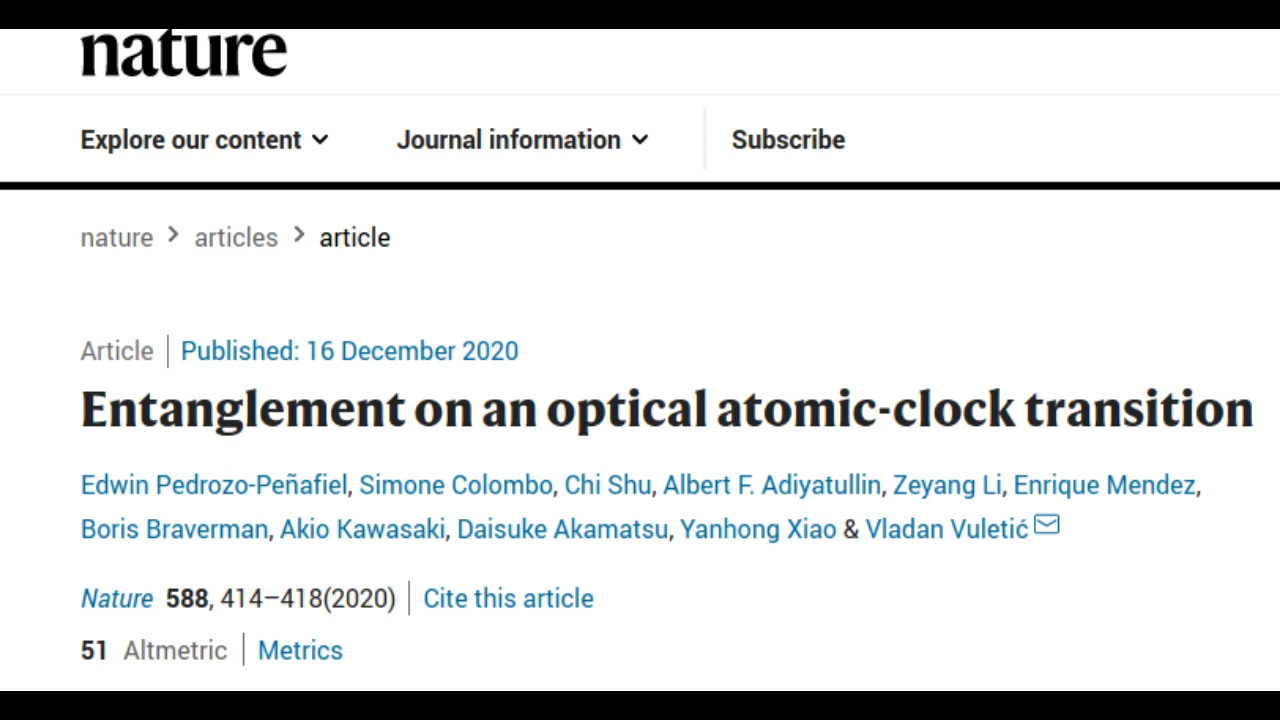 nature
Explore our content Journal information Subscribe
nature > articles > article
Article | Published: 16 December 2020
Entanglement on an optical atomic-clock transition
Edwin Pedrozo-Peñafiel, Simone Colombo, Chi Shu, Albert F. Adiyatullin, Zeyang Li, Enrique Mendez,
Boris Braverman, Akio Kawasaki, Daisuke Akamatsu, Yanhong Xiao & Vladan Vuletić
Nature 588, 414–418(2020) | Cite this article
51 Altmetric | Metrics